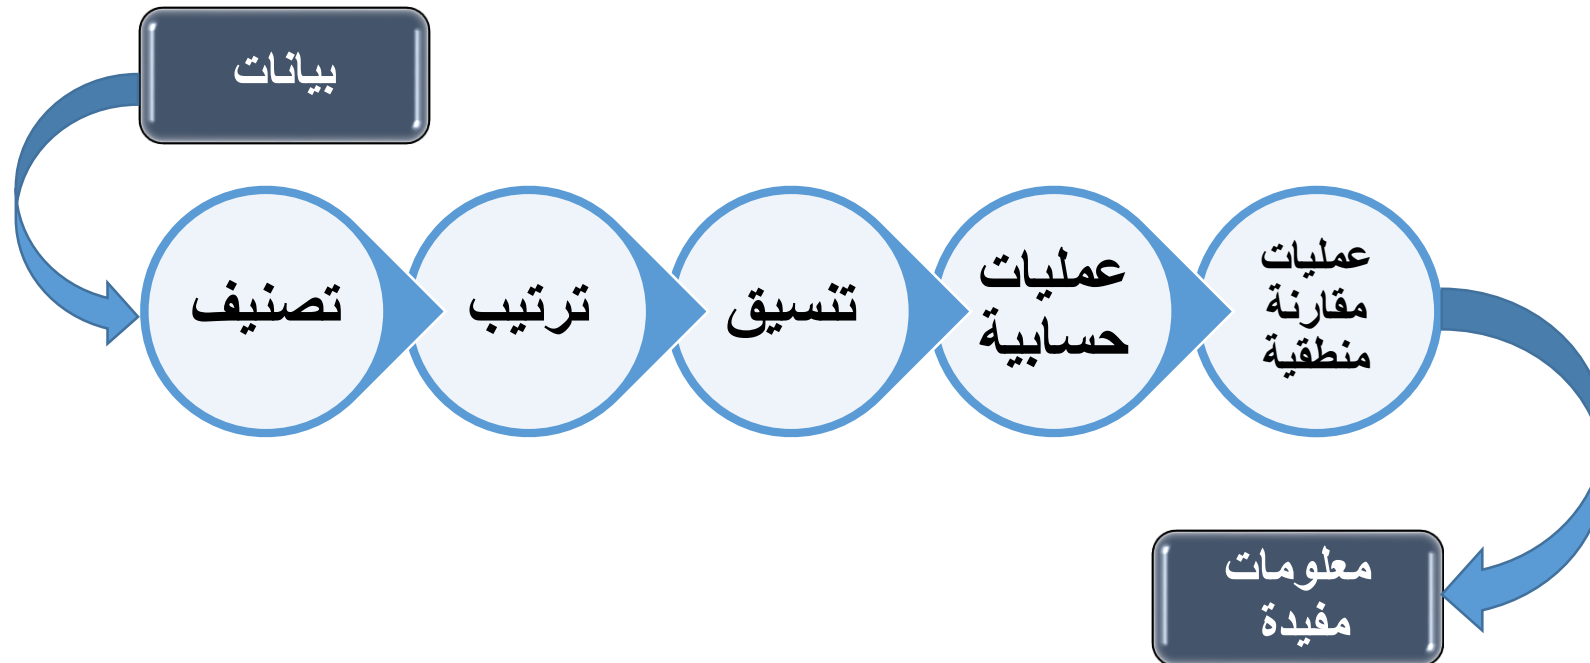 بيانات
تصنيف
ترتيب
تنسيق
عمليات
حسابية
عمليات
مقارنة
منطقية
معلومات
مفيدة